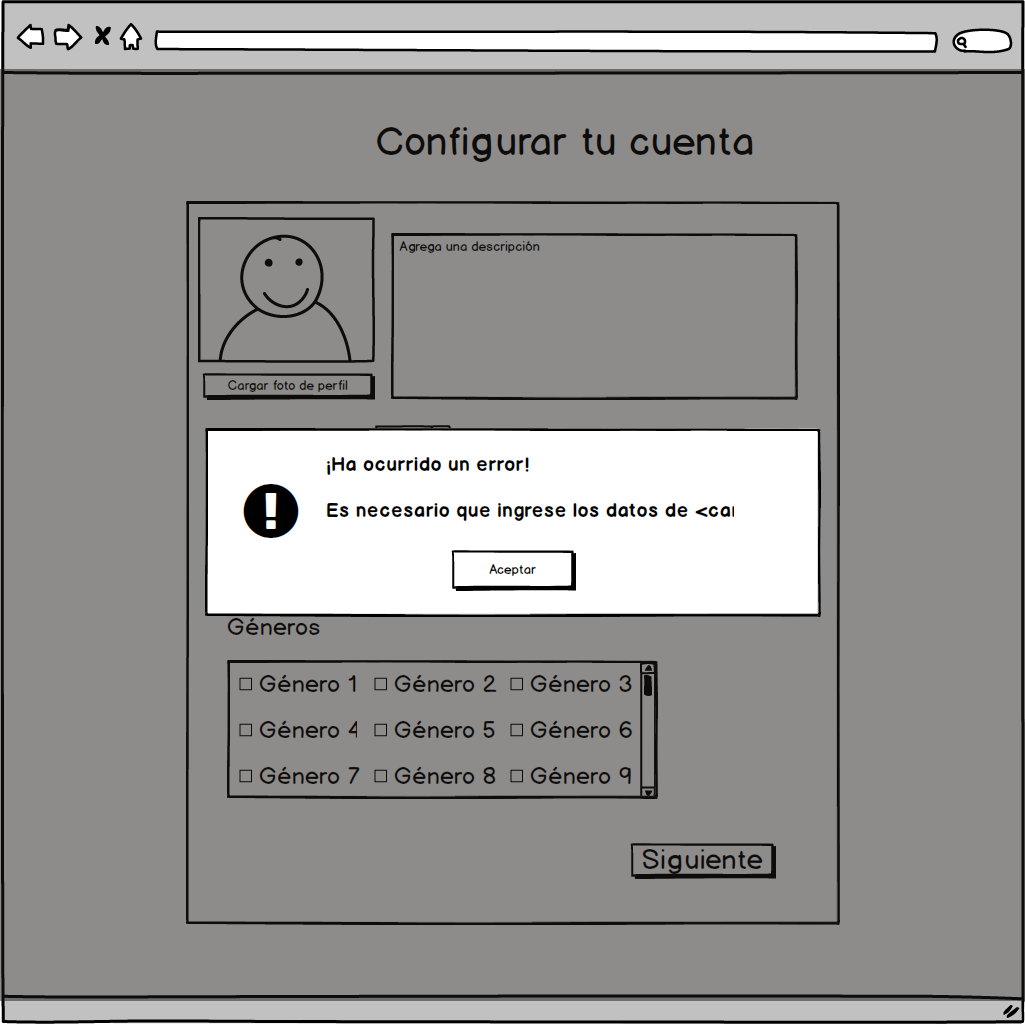 Configurar tu cuenta
Agrega una descripción
Cargar foto de perfil
¡Ha ocurrido un error!
Es necesario que ingrese los datos de
Aceptar
Géneros
Género 1 Género 2 Género 3
Género 4 Género 5 Género 6
Género 7 Género 8 Género 9
Siguiente